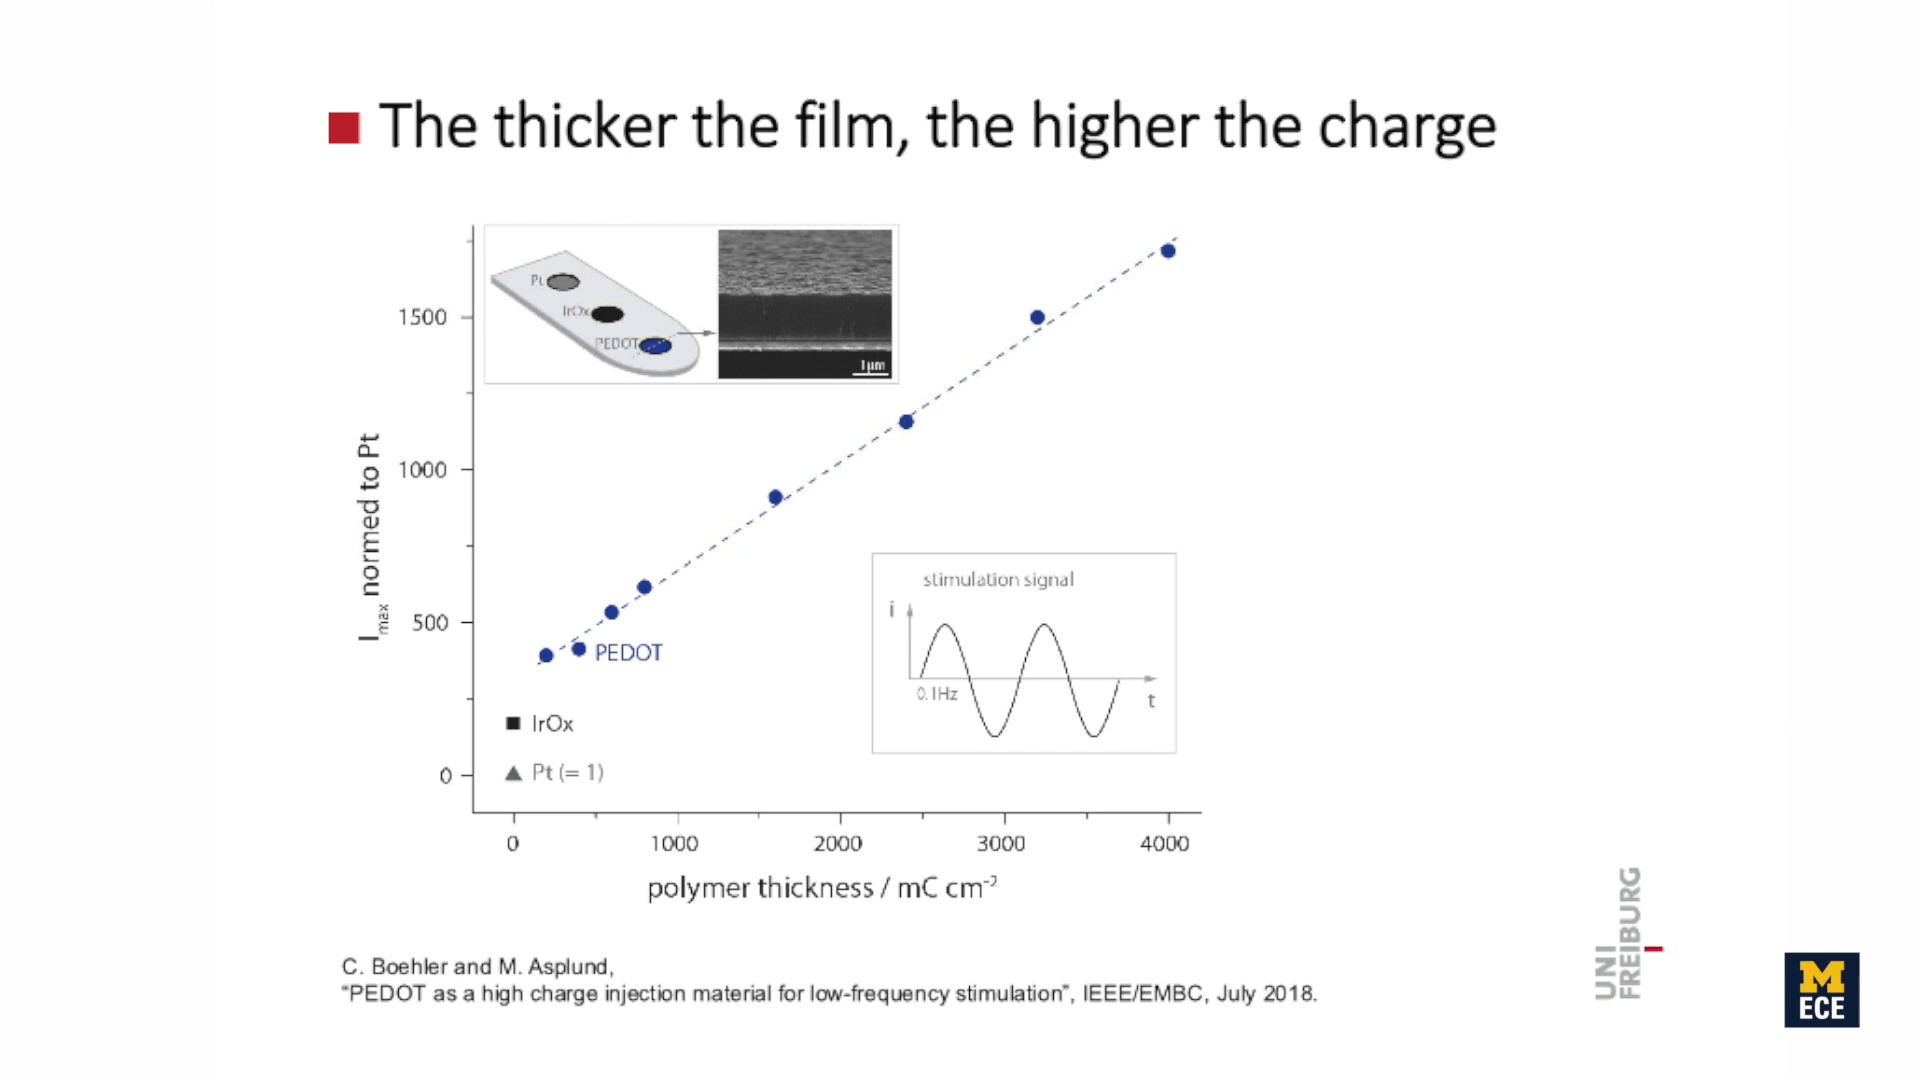 The thicker the film, the higher the charge
Pt
IrOx
PEDOT
1μm
1500
1000
500
0
I max normed to Pt
PEDOT
IrOx
Pt (= 1)
stimulation signal
i
0.1Hz
t
0 1000 2000 3000 4000
polymer thickness / mC cm⁻²
C. Boehler and M. Asplund,
"PEDOT as a high charge injection material for low-frequency stimulation", IEEE/EMBC, July 2018.
UNI
FREIBURG
M
ECE